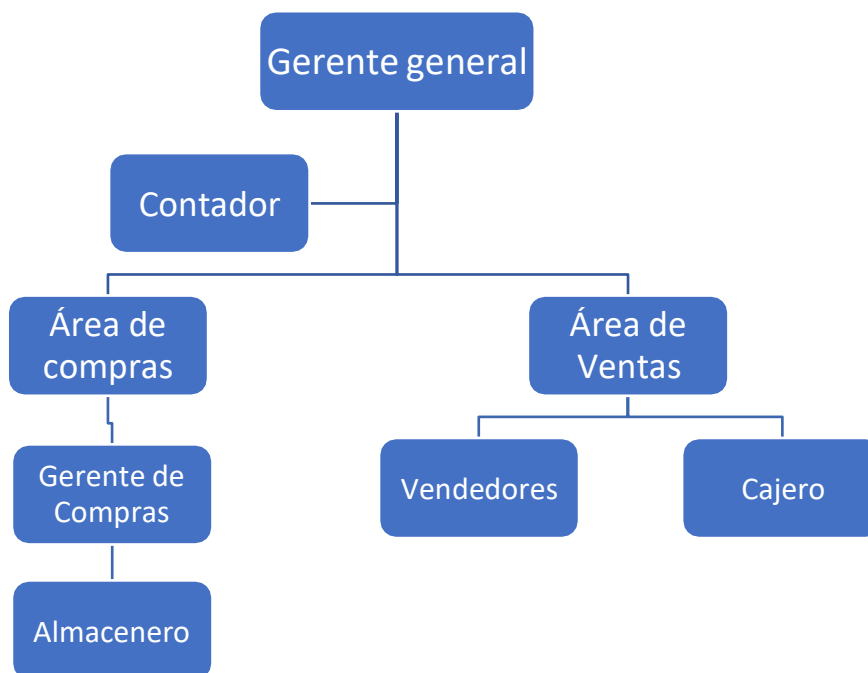 Gerente general
Contador
Área de
compras
Área de
Ventas
Gerente de
Compras
Vendedores
Cajero
Almacenero